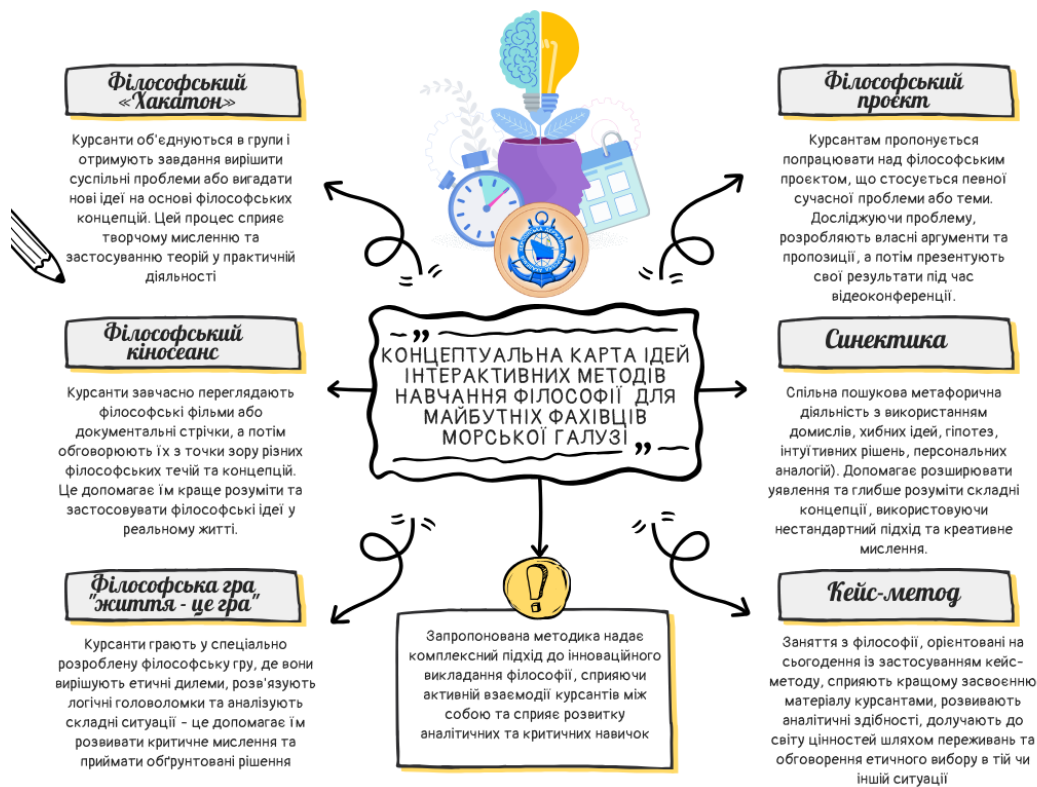 Філософський
«Хакатон»
Курсанти об'єднуються в групи і
отримують завдання вирішити
суспільні проблеми або вигадати
нові ідеї на основі філософських
концепцій. Цей процес сприяє
творчому мисленню та
застосуванню теорій у практичній
діяльності
Філософський
кіносеанс
Курсанти завчасно переглядають
філософські фільми або
документальні стрічки, а потім
обговорюють їх з точки зору різних
філософських течій та концепцій.
Це допомагає їм краще розуміти та
застосовувати філософські ідеї у
реальному житті.
Філософська гра
"життя - це гра"
Курсанти грають у спеціально
розроблену філософську гру, де вони
вирішують етичні дилеми, розв'язують
логічні головоломки та аналізують
складні ситуації – це допомагає їм
розвивати критичне мислення та
приймати обґрунтовані рішення
„
КОНЦЕПТУАЛЬНА КАРТА ІДЕЙ
ІНТЕРАКТИВНИХ МЕТОДІВ
НАВЧАННЯ ФІЛОСОФІЇ ДЛЯ
МАЙБУТНІХ ФАХІВЦІВ
МОРСЬКОЇ ГАЛУЗІ
„
!
Запропонована методика надає
комплексний підхід до інноваційного
викладання філософії, сприяючи
активній взаємодії курсантів між
собою та сприяє розвитку
аналітичних та критичних навичок
Філософський
проєкт
Курсантам пропонується
попрацювати над філософським
проєктом, що стосується певної
сучасної проблеми або теми.
Досліджуючи проблему,
розробляють власні аргументи та
пропозиції, а потім презентують
свої результати під час
відеоконференції.
Синектика
Спільна пошукова метафорична
діяльність з використанням
домислів, хибних ідей, гіпотез,
інтуїтивних рішень, персональних
аналогій). Допомагає розширювати
уявлення та глибше розуміти складні
концепції, використовуючи
нестандартний підхід та креативне
мислення.
Кейс-метод
Заняття з філософії, орієнтовані на
сьогодення із застосуванням кейс-
методу, сприяють кращому засвоєнню
матеріалу курсантами, розвивають
аналітичні здібності, долучають до
світу цінностей шляхом переживань та
обговорення етичного вибору в тій чи
іншій ситуації